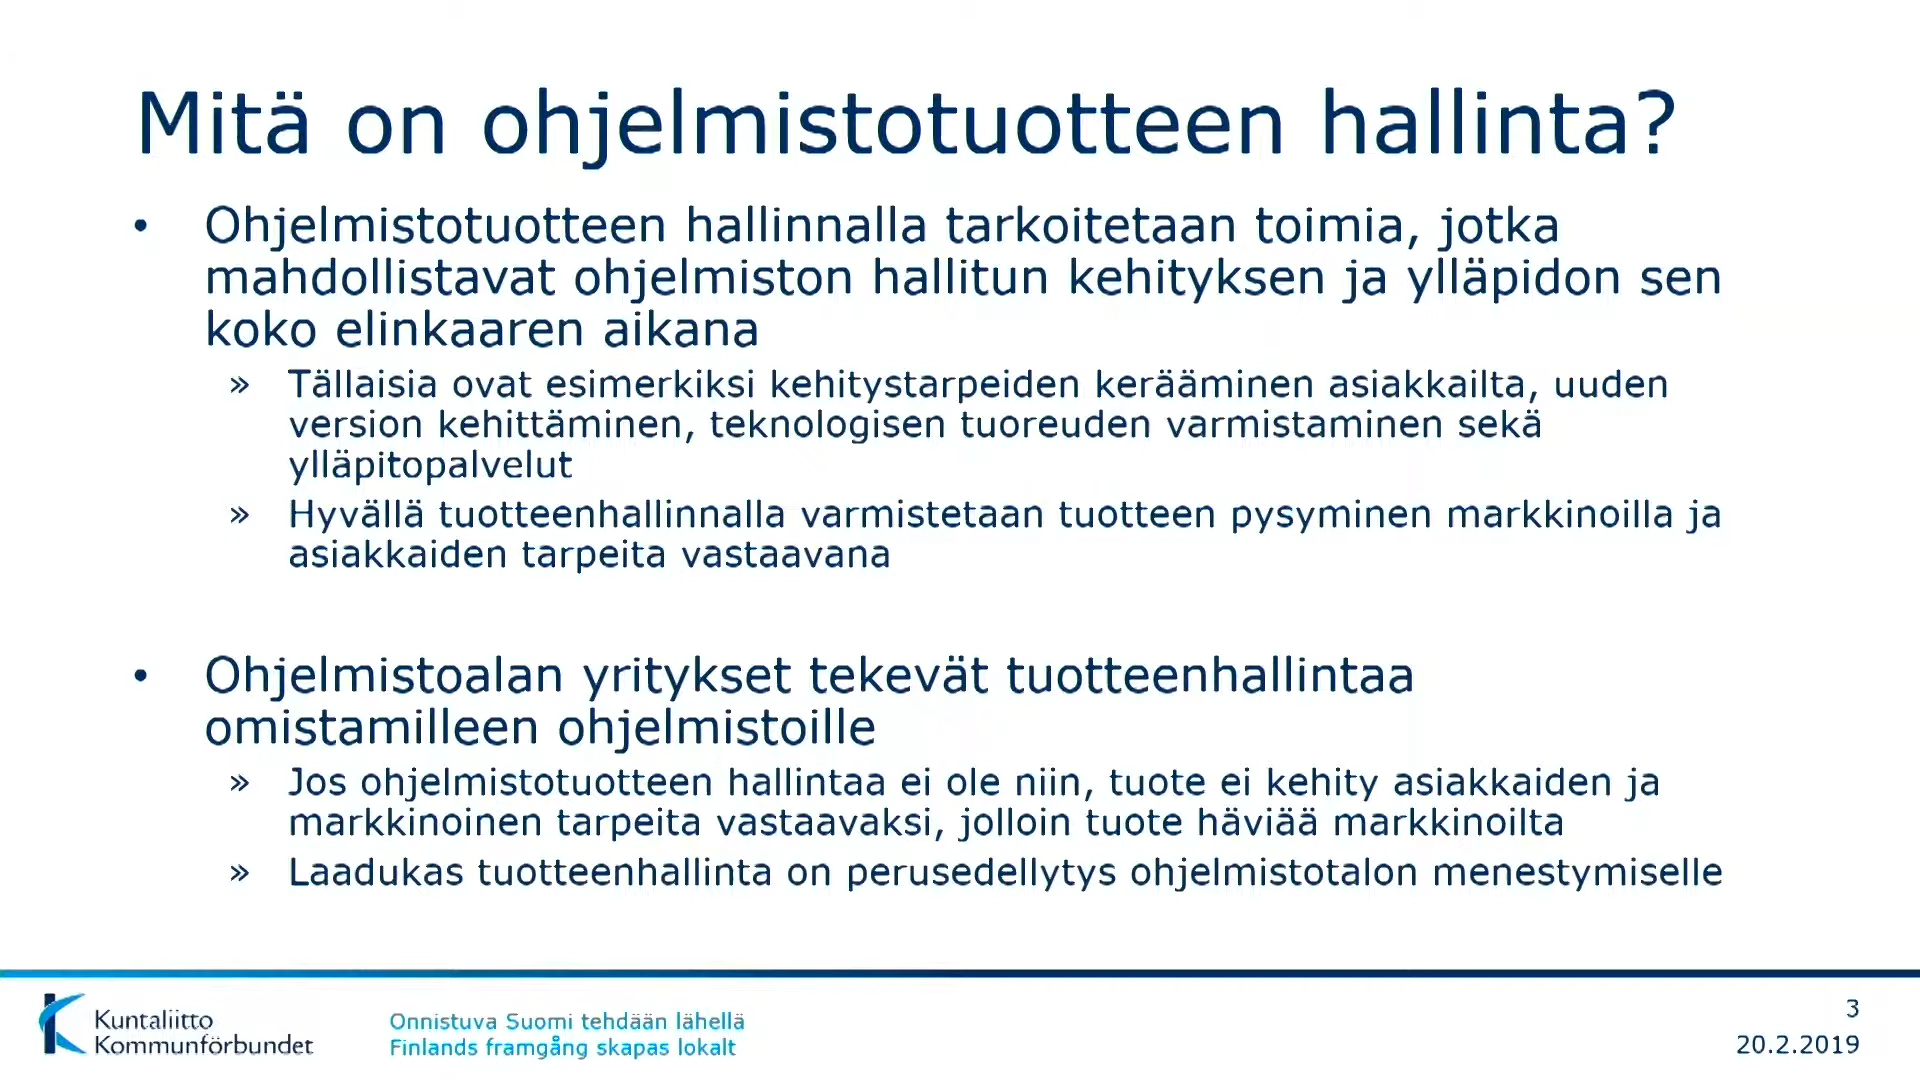 Mitä on ohjelmistotuotteen hallinta?
• Ohjelmistotuotteen hallinnalla tarkoitetaan toimia, jotka
mahdollistavat ohjelmiston hallitun kehityksen ja ylläpidon sen
koko elinkaaren aikana
» Tällaisia ovat esimerkiksi kehitystarpeiden kerääminen asiakkailta, uuden
version kehittäminen, teknologisen tuoreuden varmistaminen sekä
ylläpitopalvelut
» Hyvällä tuotteenhallinnalla varmistetaan tuotteen pysyminen markkinoilla ja
asiakkaiden tarpeita vastaavana
• Ohjelmistoalan yritykset tekevät tuotteenhallintaa
omistamilleen ohjelmistoille
» Jos ohjelmistotuotteen hallintaa ei ole niin, tuote ei kehity asiakkaiden ja
markkinoinen tarpeita vastaavaksi, jolloin tuote häviää markkinoilta
» Laadukas tuotteenhallinta on perusedellytys ohjelmistotalon menestymiselle
Kuntaliitto
Kommunförbundet
Onnistuva Suomi tehdään lähellä
Finlands framgång skapas lokalt
3
20.2.2019